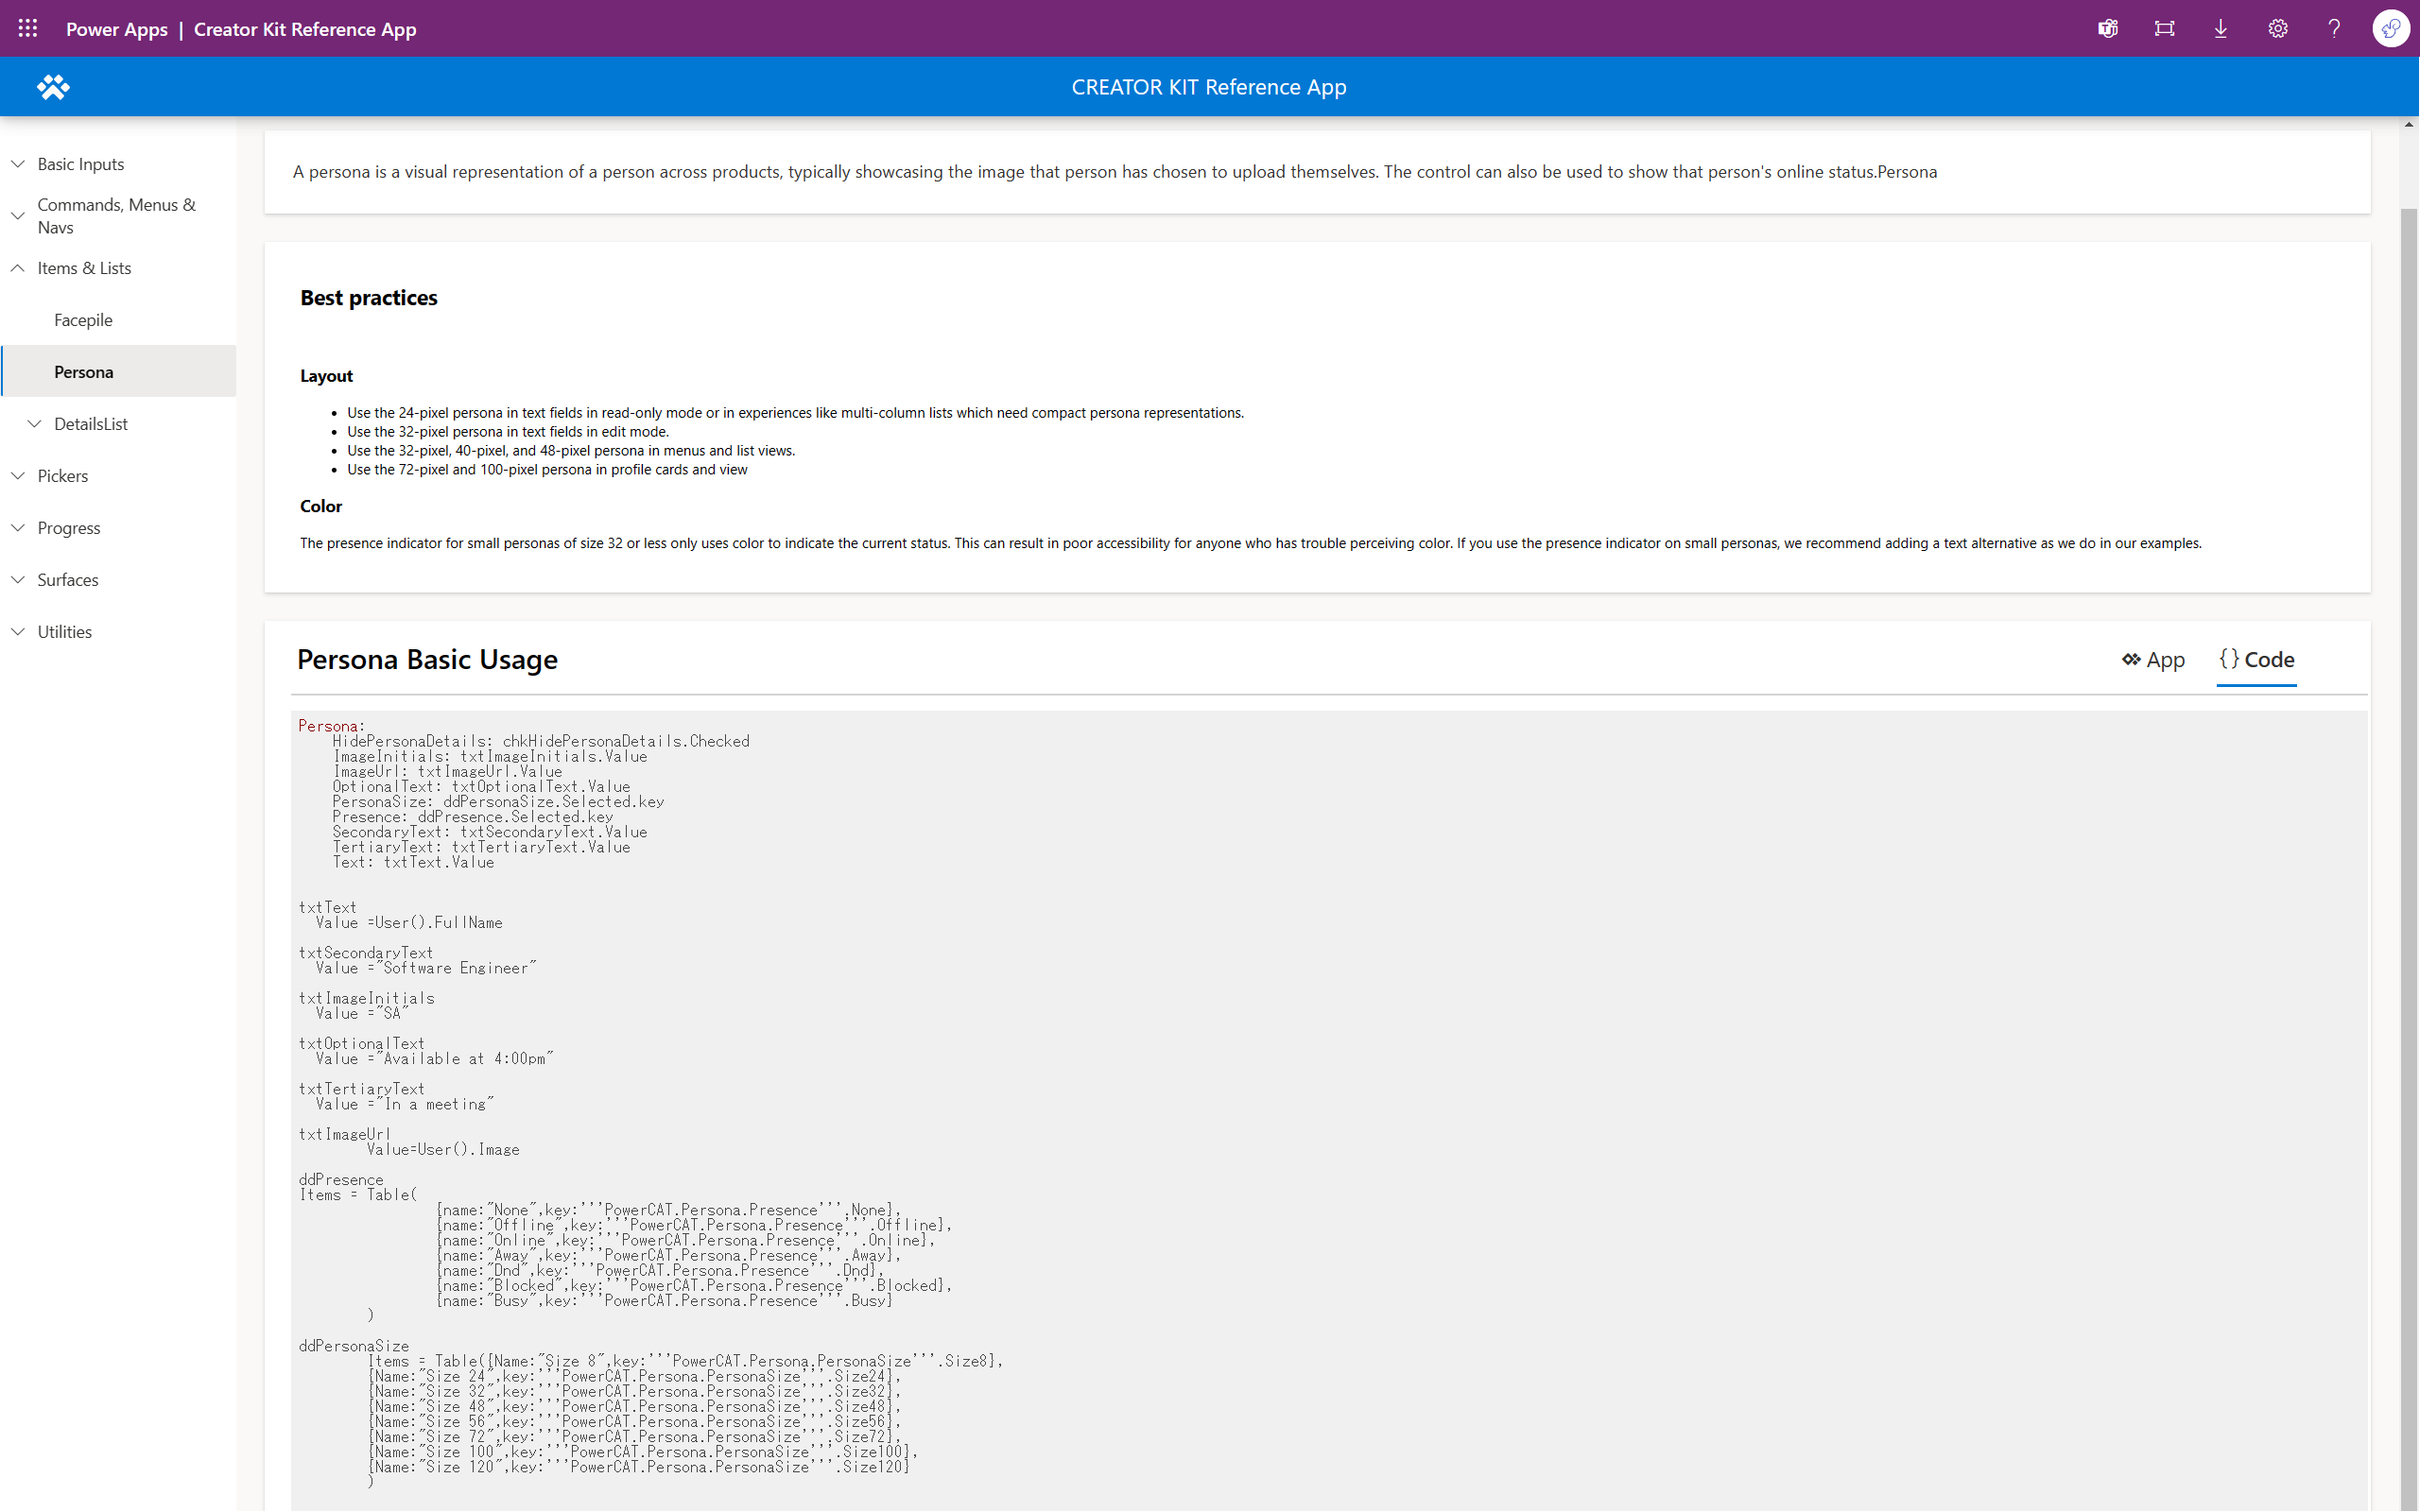 Power Apps | Creator Kit Reference App
CREATOR KIT Reference App
Basic Inputs
Commands, Menus &
Navs
Items & Lists
Facepile
Persona
DetailsList
Pickers
Progress
Surfaces
Utilities
A persona is a visual representation of a person across products, typically showcasing the image that person has chosen to upload themselves. The control can also be used to show that person's online status.Persona
Best practices
Layout
• Use the 24-pixel persona in text fields in read-only mode or in experiences like multi-column lists which need compact persona representations.
• Use the 32-pixel persona in text fields in edit mode.
• Use the 32-pixel, 40-pixel, and 48-pixel persona in menus and list views.
• Use the 72-pixel and 100-pixel persona in profile cards and view
Color
The presence indicator for small personas of size 32 or less only uses color to indicate the current status. This can result in poor accessibility for anyone who has trouble perceiving color. If you use the presence indicator on small personas, we recommend adding a text alternative as we do in our examples.
Persona Basic Usage
App
{} Code
Persona:
HidePersonaDetails: chkHidePersonaDetails.Checked
ImageInitials: txtImageInitials.Value
ImageUrl: txtImageUrl.Value
OptionalText: txtOptionalText.Value
PersonaSize: ddPersonaSize.Selected.key
Presence: ddPresence.Selected.key
SecondaryText: txtSecondaryText.Value
TertiaryText: txtTertiaryText.Value
Text: txtText.Value
txtText
Value =User().FullName
txtSecondaryText
Value ="Software Engineer"
txtImageInitials
Value ="SA"
txtOptionalText
Value ="Available at 4:00pm"
txtTertiaryText
Value ="In a meeting"
txtImageUrl
Value=User().Image
ddPresence
Items = Table(
{name:"None",key:'''PowerCAT.Persona.Presence'''.None},
{name:"Offline",key:'''PowerCAT.Persona.Presence'''.Offline},
{name:"Online",key:'''PowerCAT.Persona.Presence'''.Online},
{name:"Away",key:'''PowerCAT.Persona.Presence'''.Away},
{name:"Dnd",key:'''PowerCAT.Persona.Presence'''.Dnd},
{name:"Blocked",key:'''PowerCAT.Persona.Presence'''.Blocked},
{name:"Busy",key:'''PowerCAT.Persona.Presence'''.Busy}
)
ddPersonaSize
Items = Table({Name:"Size 8",key:'''PowerCAT.Persona.PersonaSize'''.Size8},
{Name:"Size 24",key:'''PowerCAT.Persona.PersonaSize'''.Size24},
{Name:"Size 32",key:'''PowerCAT.Persona.PersonaSize'''.Size32},
{Name:"Size 48",key:'''PowerCAT.Persona.PersonaSize'''.Size48},
{Name:"Size 56",key:'''PowerCAT.Persona.PersonaSize'''.Size56},
{Name:"Size 72",key:'''PowerCAT.Persona.PersonaSize'''.Size72},
{Name:"Size 100",key:'''PowerCAT.Persona.PersonaSize'''.Size100},
{Name:"Size 120",key:'''PowerCAT.Persona.PersonaSize'''.Size120}
)